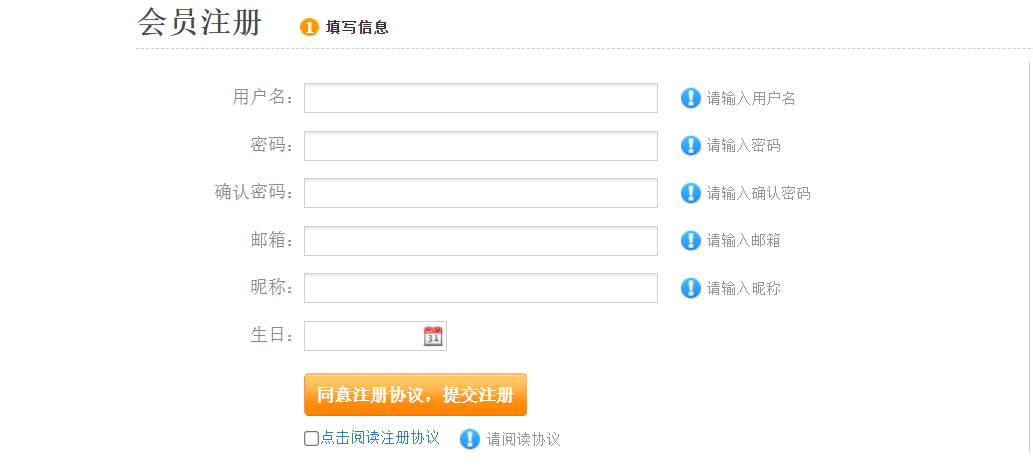 会员注册 1 填写信息
用户名： 请输入用户名
密码： 请输入密码
确认密码： 请输入确认密码
邮箱： 请输入邮箱
昵称： 请输入昵称
生日： 31
同意注册协议，提交注册
点击阅读注册协议 请阅读协议